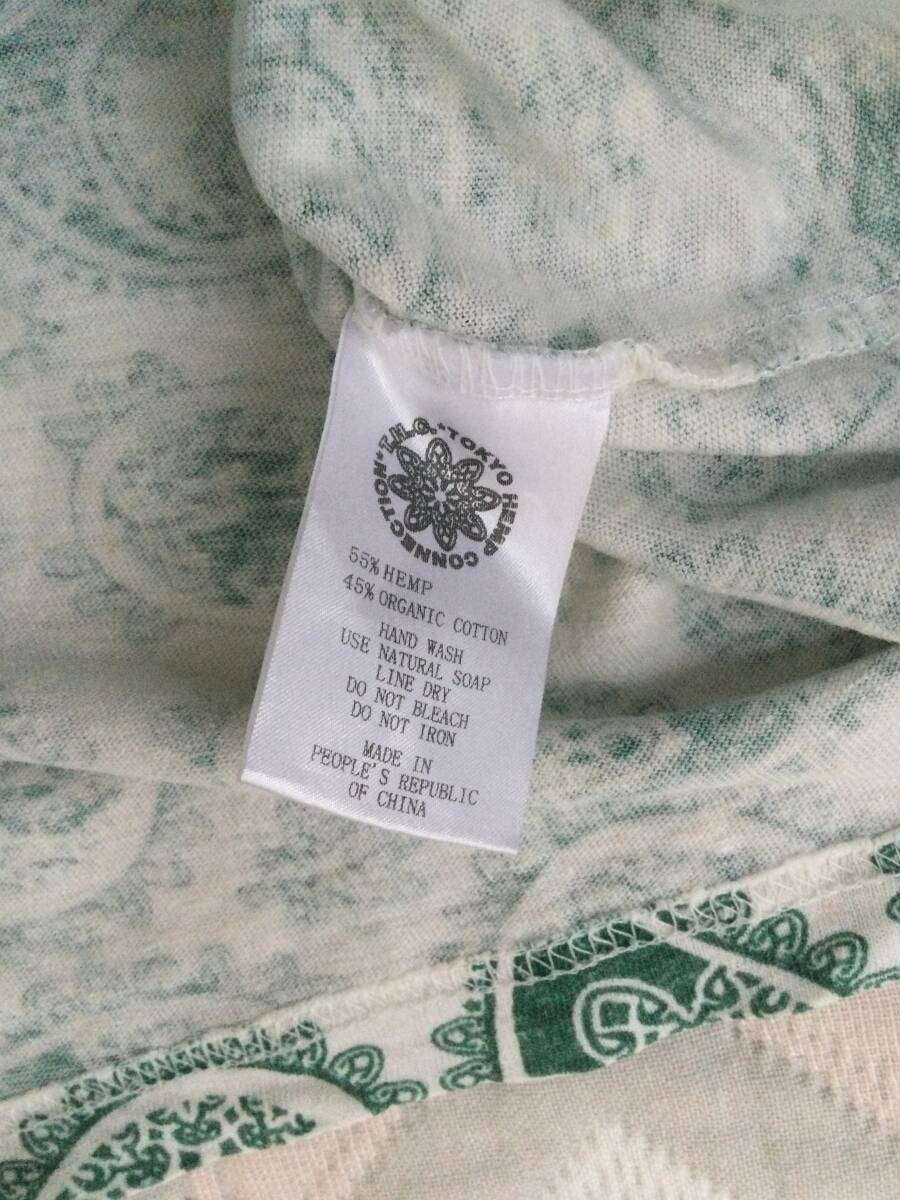 *T.H.C.*TOKYO HEMP CONNECTION
55% HEMP
45% ORGANIC COTTON
HAND WASH
USE NATURAL SOAP
LINE DRY
DO NOT BLEACH
DO NOT IRON
MADE IN
PEOPLE'S REPUBLIC
OF CHINA